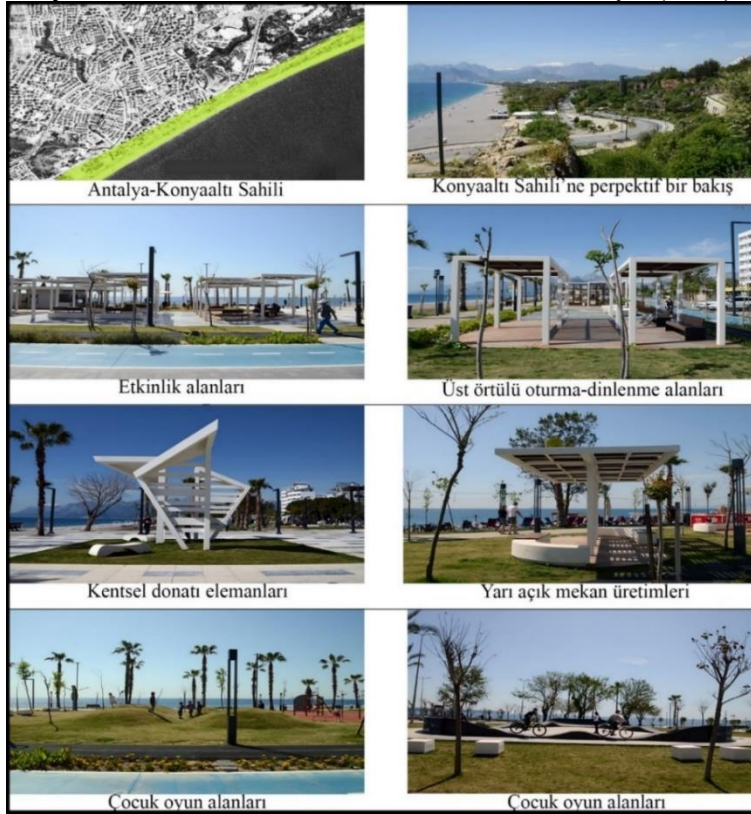 Antalya-Konyaaltı Sahili
Konyaaltı Sahili’ne perpektif bir bakış
Etkinlik alanları
Üst örtülü oturma-dinlenme alanları
Kentsel donatı elemanları
Yarı açık mekan üretimleri
Çocuk oyun alanları
Çocuk oyun alanları